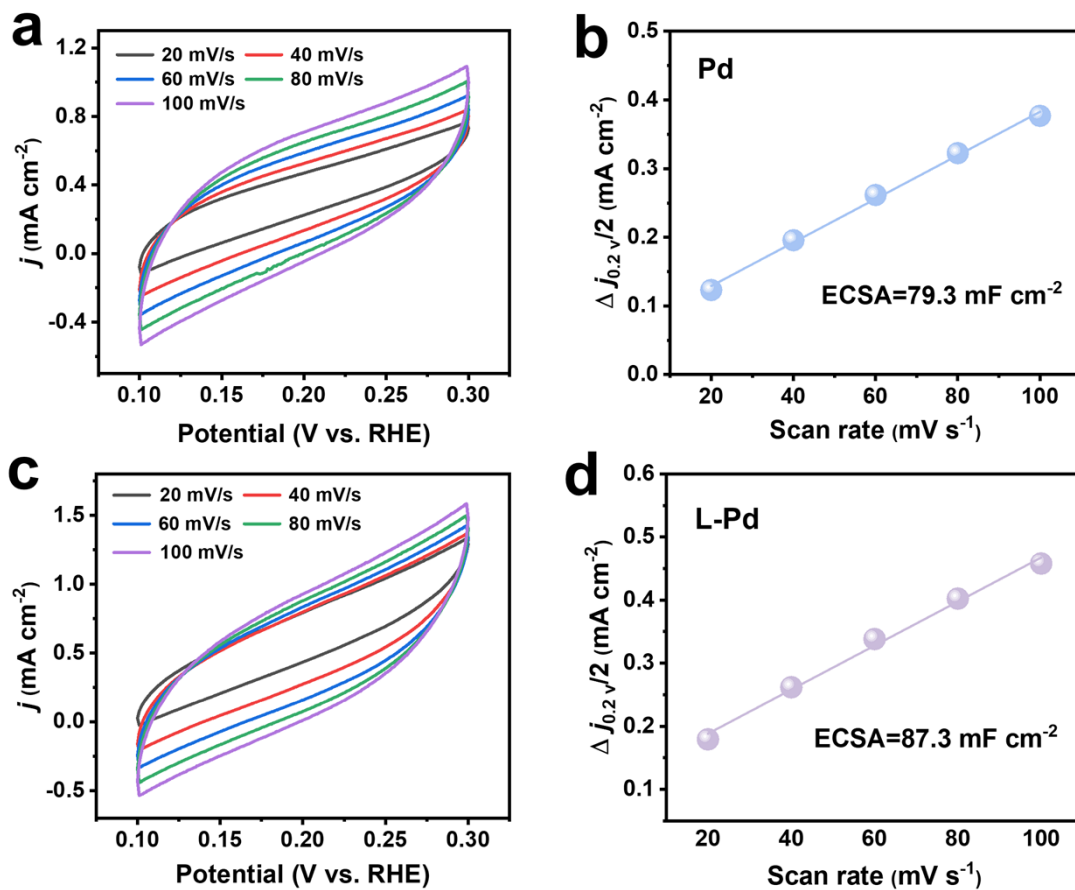 a
1.2
0.8
0.4
0.0
-0.4
j (mA cm⁻²)
20 mV/s 40 mV/s
60 mV/s 80 mV/s
100 mV/s
0.10 0.15 0.20 0.25 0.30
Potential (V vs. RHE)
b
0.5
0.4
0.3
0.2
0.1
0.0
Δ j₀.₂ ᵥ/2 (mA cm⁻²)
Pd
ECSA=79.3 mF cm⁻²
20 40 60 80 100
Scan rate (mV s⁻¹)
c
1.5
1.0
0.5
0.0
-0.5
j (mA cm⁻²)
20 mV/s 40 mV/s
60 mV/s 80 mV/s
100 mV/s
0.10 0.15 0.20 0.25 0.30
Potential (V vs. RHE)
d
0.6
0.5
0.4
0.3
0.2
0.1
Δ j₀.₂ ᵥ/2 (mA cm⁻²)
L-Pd
ECSA=87.3 mF cm⁻²
20 40 60 80 100
Scan rate (mV s⁻¹)